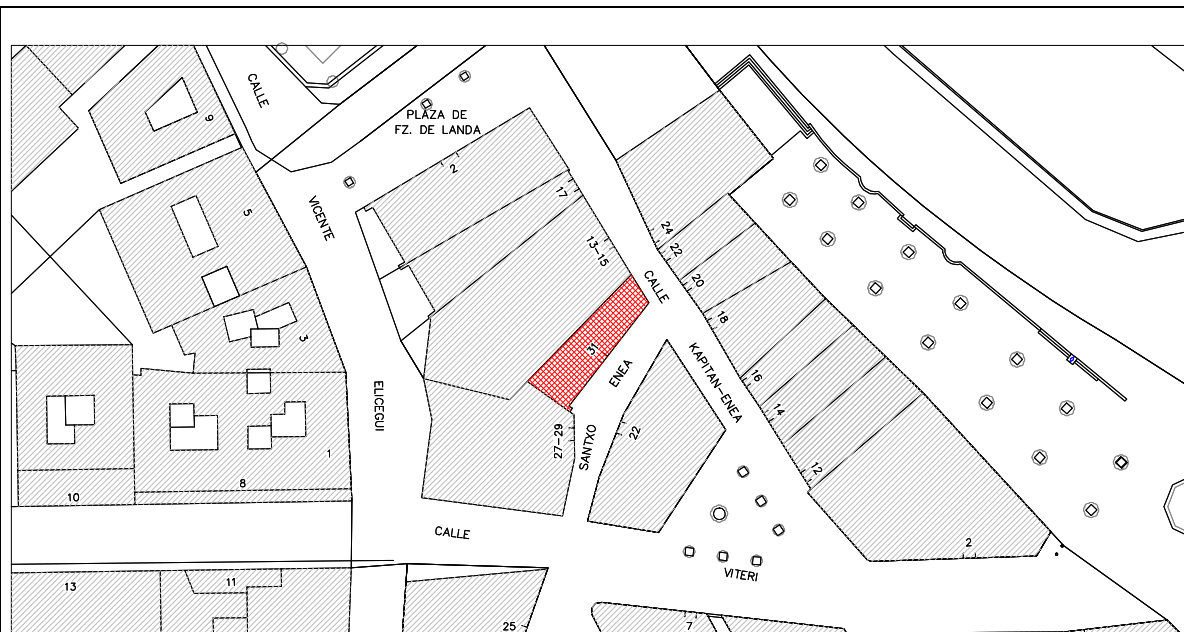 CALLE
9
PLAZA DE
FZ. DE LANDA
2
17
5
VICENTE
13-15
24
22
20
CALLE
18
3
31
ENEA
KAPITAN-ENEA
16
14
ELICEGUI
22
27-29
SANTXO
1
12
8
10
CALLE
2
VITERI
13
11
25
7